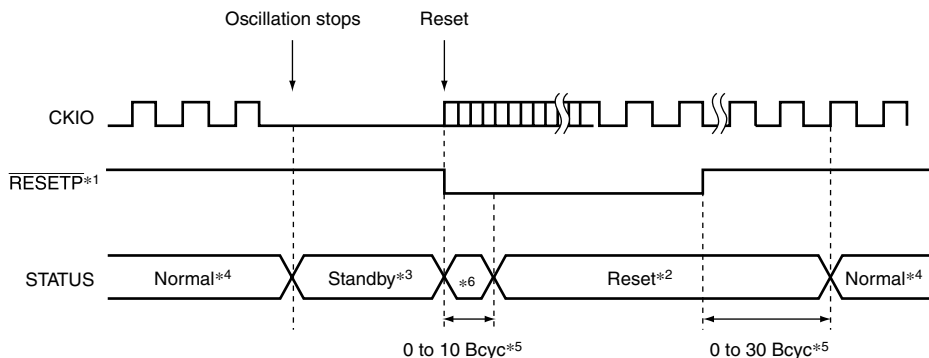 Oscillation stops Reset
CKIO
RESETP*1
STATUS Normal*4 Standby*3 *6 Reset*2 Normal*4
0 to 10 Bcyc*5 0 to 30 Bcyc*5